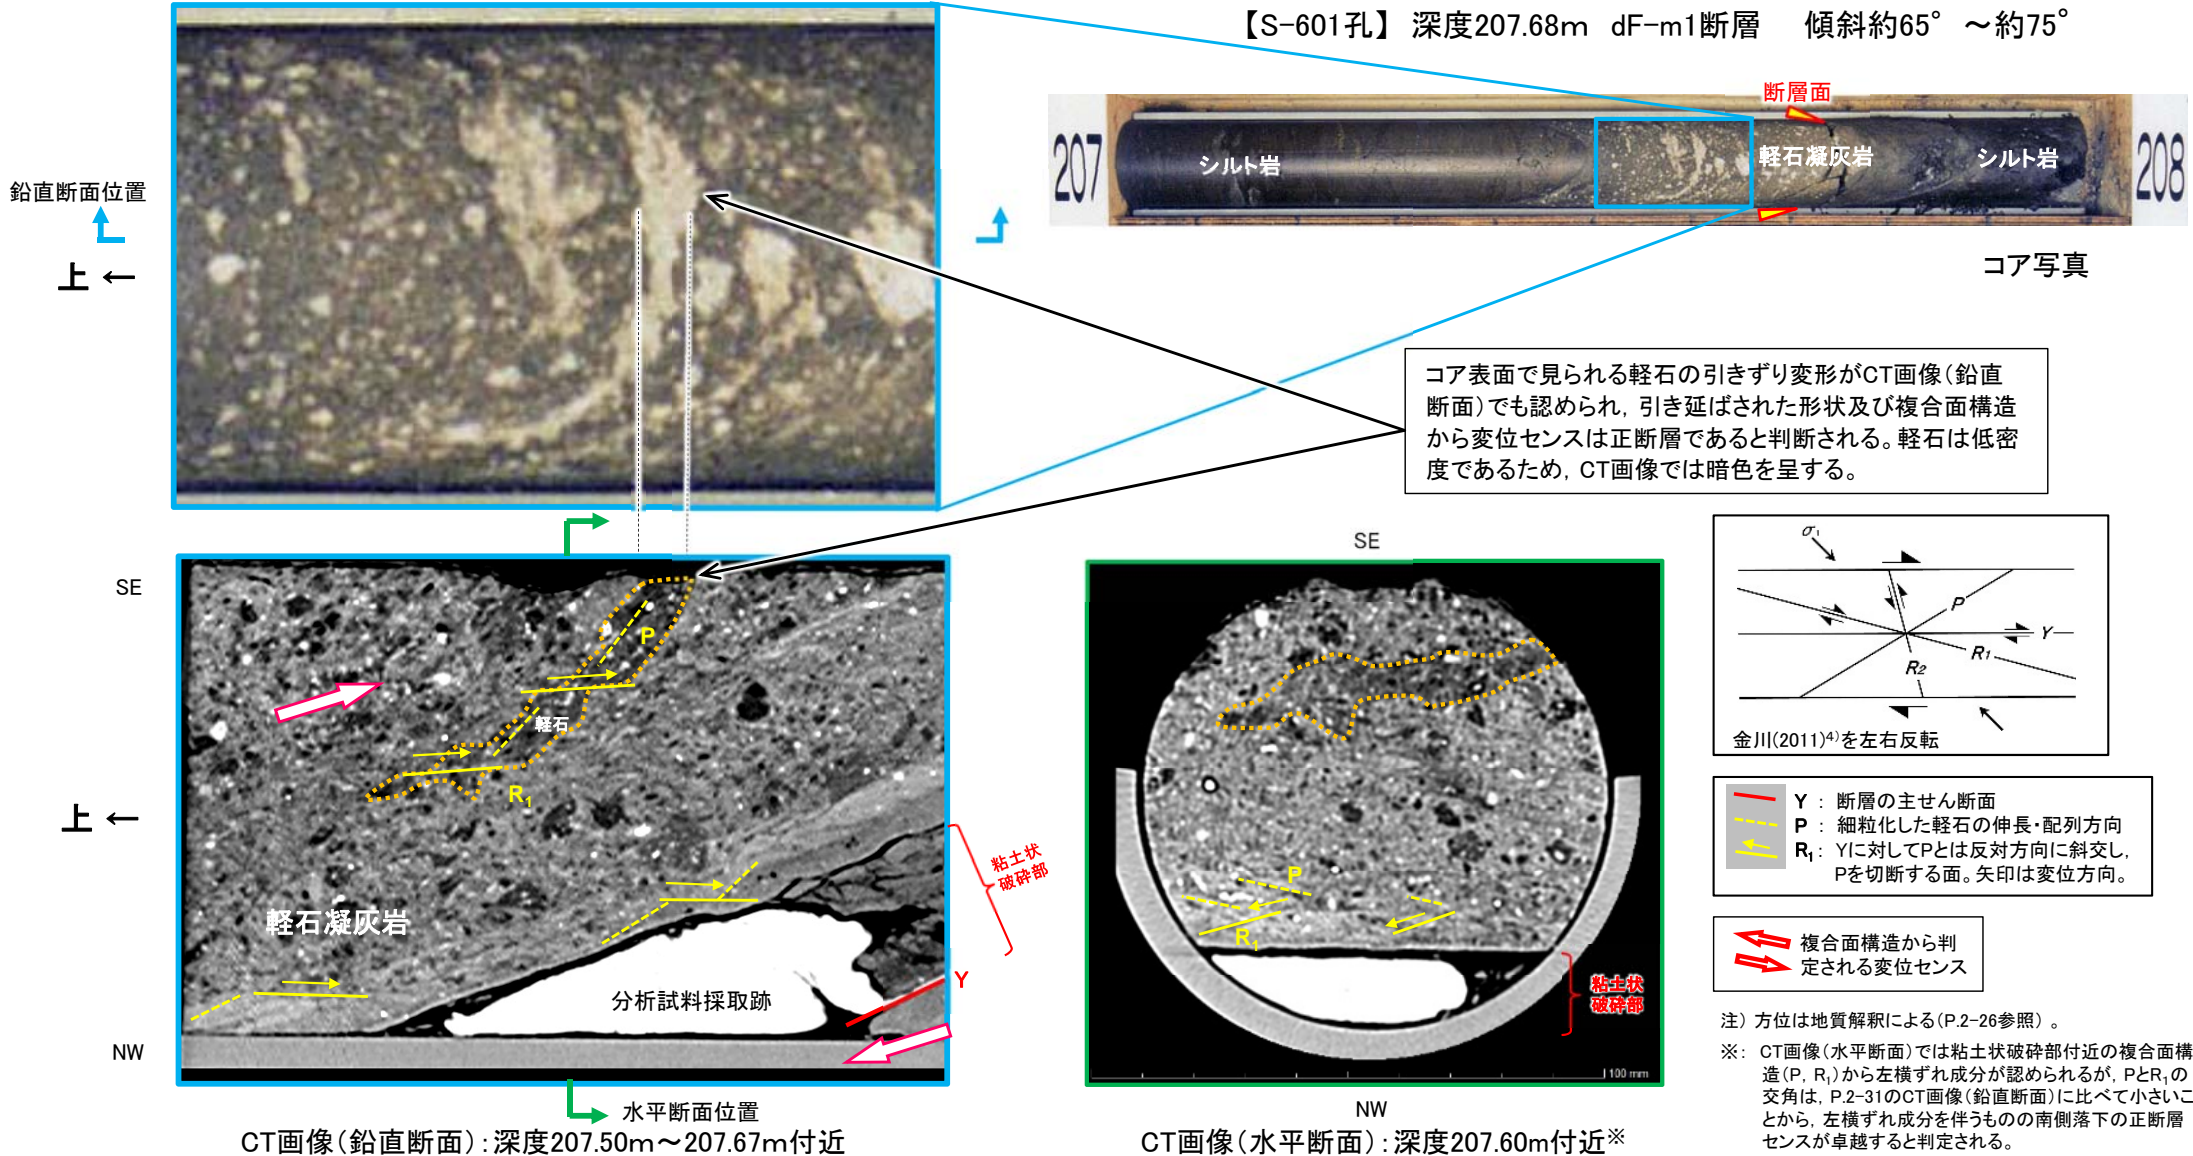 【S-601孔】 深度207.68m dF-m1断層 傾斜約65° ～約75°
断層面
207
シルト岩
軽石凝灰岩
シルト岩
208
コア写真
鉛直断面位置
上 ←
コア表面で見られる軽石の引きずり変形がCT画像(鉛直
断面)でも認められ, 引き延ばされた形状及び複合面構造
から変位センスは正断層であると判断される。軽石は低密
度であるため, CT画像では暗色を呈する。
SE
P
軽石
R₁
上 ←
粘土状
破砕部
軽石凝灰岩
分析試料採取跡
Y
NW
水平断面位置
CT画像(鉛直断面):深度207.50m～207.67m付近
SE
P
R₁
粘土状
破砕部
100 mm
NW
CT画像(水平断面):深度207.60m付近※
σ₁
P
Y
R₁
R₂
金川(2011)⁴⁾を左右反転
Y : 断層の主せん断面
P : 細粒化した軽石の伸長・配列方向
R₁: Yに対してPとは反対方向に斜交し,
Pを切断する面。矢印は変位方向。
複合面構造から判
定される変位センス
注) 方位は地質解釈による(P.2-26参照) 。
※: CT画像(水平断面)では粘土状破砕部付近の複合面構
造(P, R₁)から左横ずれ成分が認められるが, PとR₁の
交角は, P.2-31のCT画像(鉛直断面)に比べて小さいこ
とから, 左横ずれ成分を伴うものの南側落下の正断層
センスが卓越すると判定される。